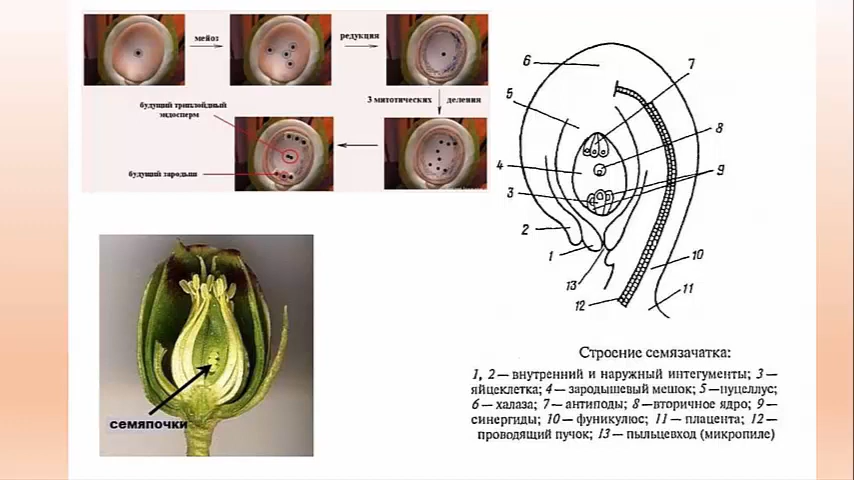 мейоз
редукция
3 митотических деления
будущий триплойдный
эндосперм
будущий зародыш
семяпочки
6
7
5
8
4
9
3
2
1
10
13
11
12
Строение семязачатка:
1, 2 — внутренний и наружный интегументы; 3 —
яйцеклетка; 4 — зародышевый мешок; 5 — нуцеллус;
6 — халаза; 7 — антиподы; 8 — вторичное ядро; 9 —
синергиды; 10 — фуникулюс; 11 — плацента; 12 —
проводящий пучок; 13 — пыльцевход (микропиле)